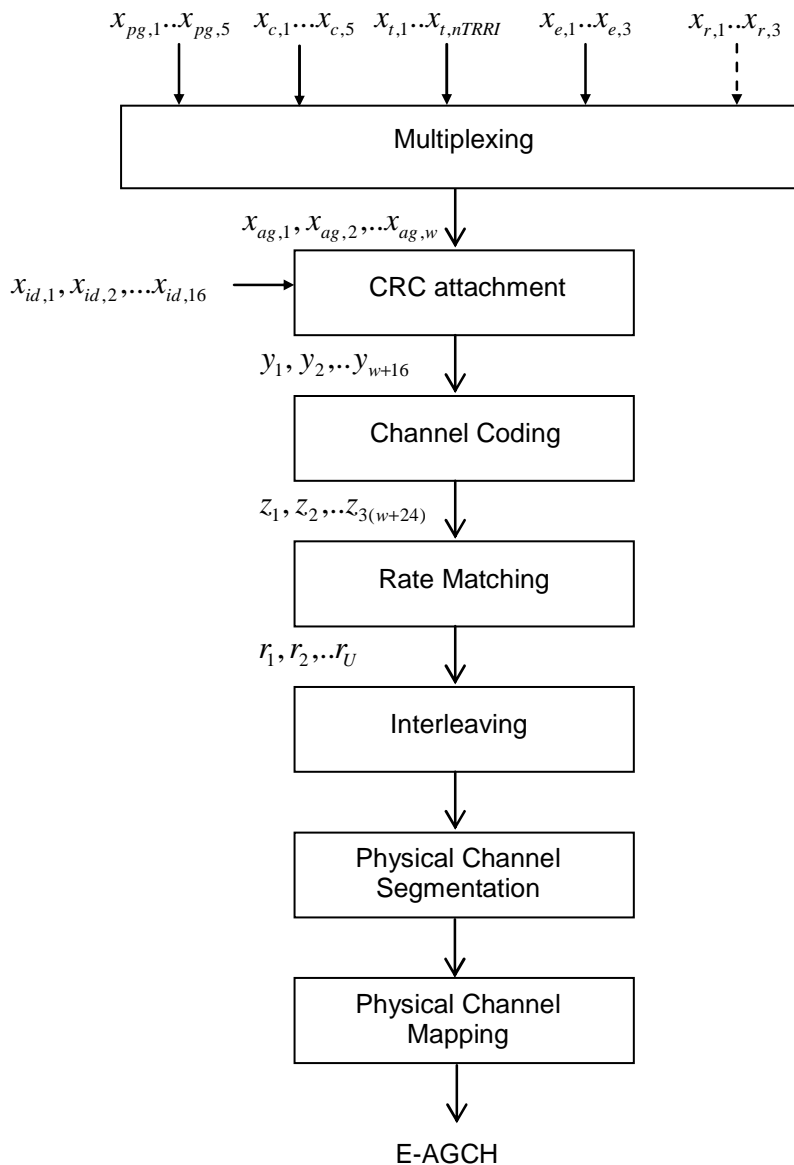 x_{pg,1}..x_{pg,5} x_{c,1}...x_{c,5} x_{t,1}..x_{t,nTRRI} x_{e,1}..x_{e,3} x_{r,1}..x_{r,3}
Multiplexing
x_{ag,1}, x_{ag,2},..x_{ag,w}
x_{id,1}, x_{id,2},...x_{id,16}
CRC attachment
y_1, y_2,..y_{w+16}
Channel Coding
z_1, z_2,..z_{3(w+24)}
Rate Matching
r_1, r_2,..r_U
Interleaving
Physical Channel
Segmentation
Physical Channel
Mapping
E-AGCH